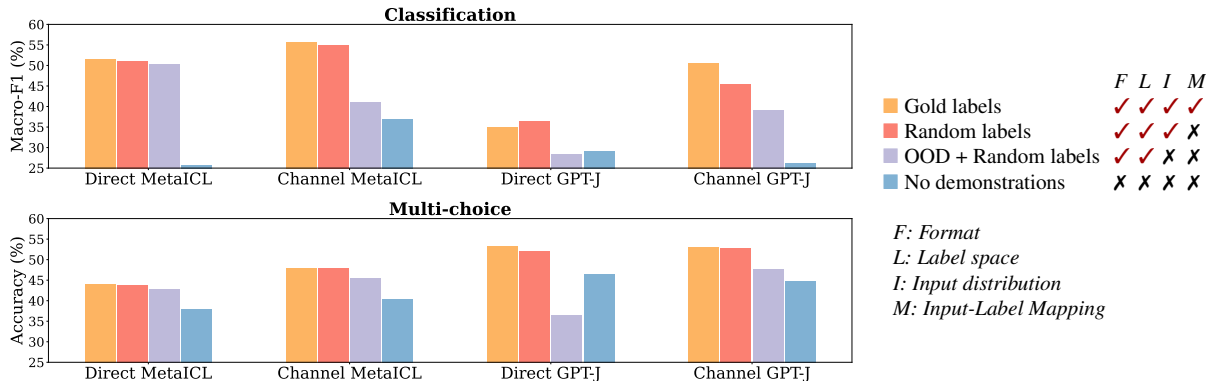 Classification
Macro-F1 (%)
60
55
50
45
40
35
30
25
Direct MetaICL Channel MetaICL Direct GPT-J Channel GPT-J
Multi-choice
Accuracy (%)
60
55
50
45
40
35
30
25
Direct MetaICL Channel MetaICL Direct GPT-J Channel GPT-J
F L I M
Gold labels ✓ ✓ ✓ ✓
Random labels ✓ ✓ ✓ ✗
OOD + Random labels ✓ ✓ ✗ ✗
No demonstrations ✗ ✗ ✗ ✗
F: Format
L: Label space
I: Input distribution
M: Input-Label Mapping